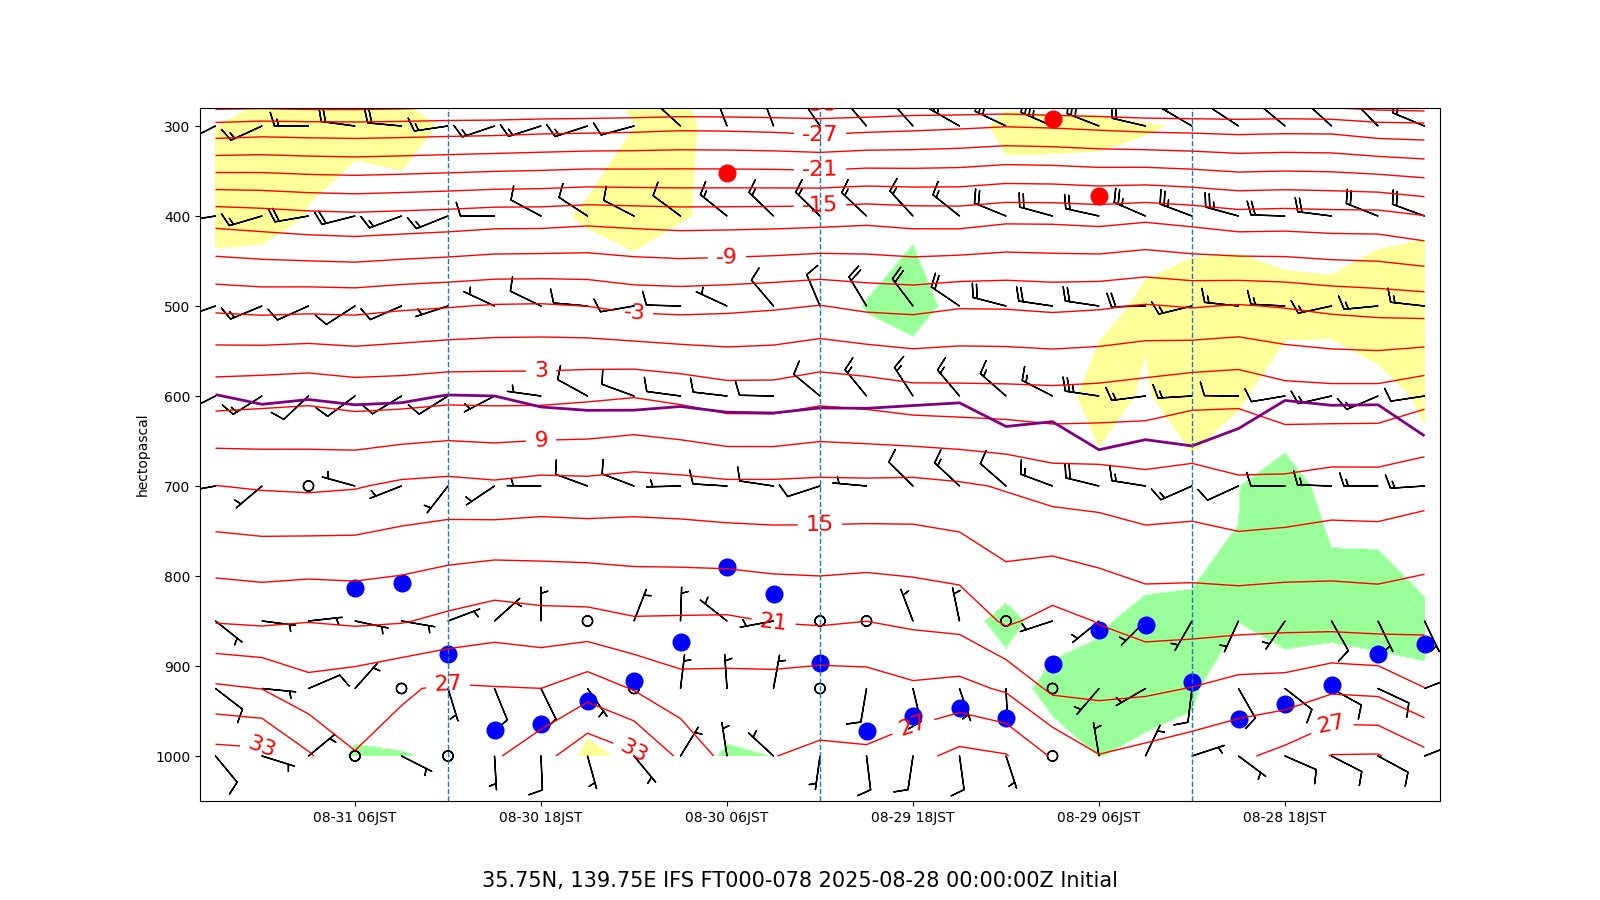 300
400
500
600
700
800
900
1000
hectopascal
-27
-21
-15
-9
-3
3
9
15
21
27
33
33
27
27
08-31 06JST
08-30 18JST
08-30 06JST
08-29 18JST
08-29 06JST
08-28 18JST
35.75N, 139.75E IFS FT000-078 2025-08-28 00:00:00Z Initial